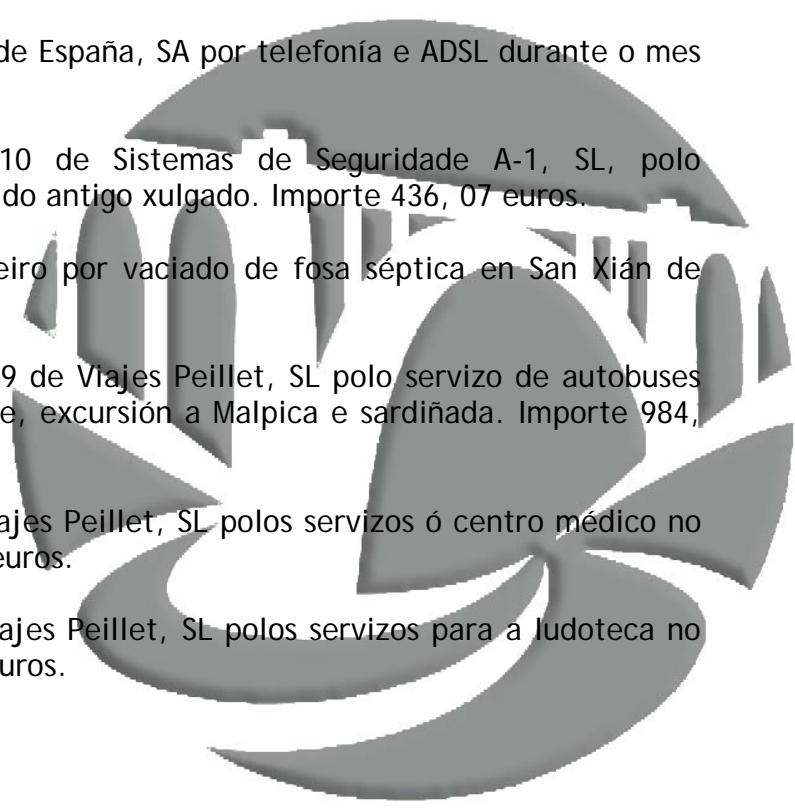 de España, SA por telefonía e ADSL durante o mes
10 de Sistemas de Seguridade A-1, SL, polo
do antigo xulgado. Importe 436, 07 euros.
eiro por vaciado de fosa séptica en San Xián de
9 de Viajes Peillet, SL polo servizo de autobuses
e, excursión a Malpica e sardiñada. Importe 984,
ajes Peillet, SL polos servizos ó centro médico no
euros.
ajes Peillet, SL polos servizos para a ludoteca no
uros.